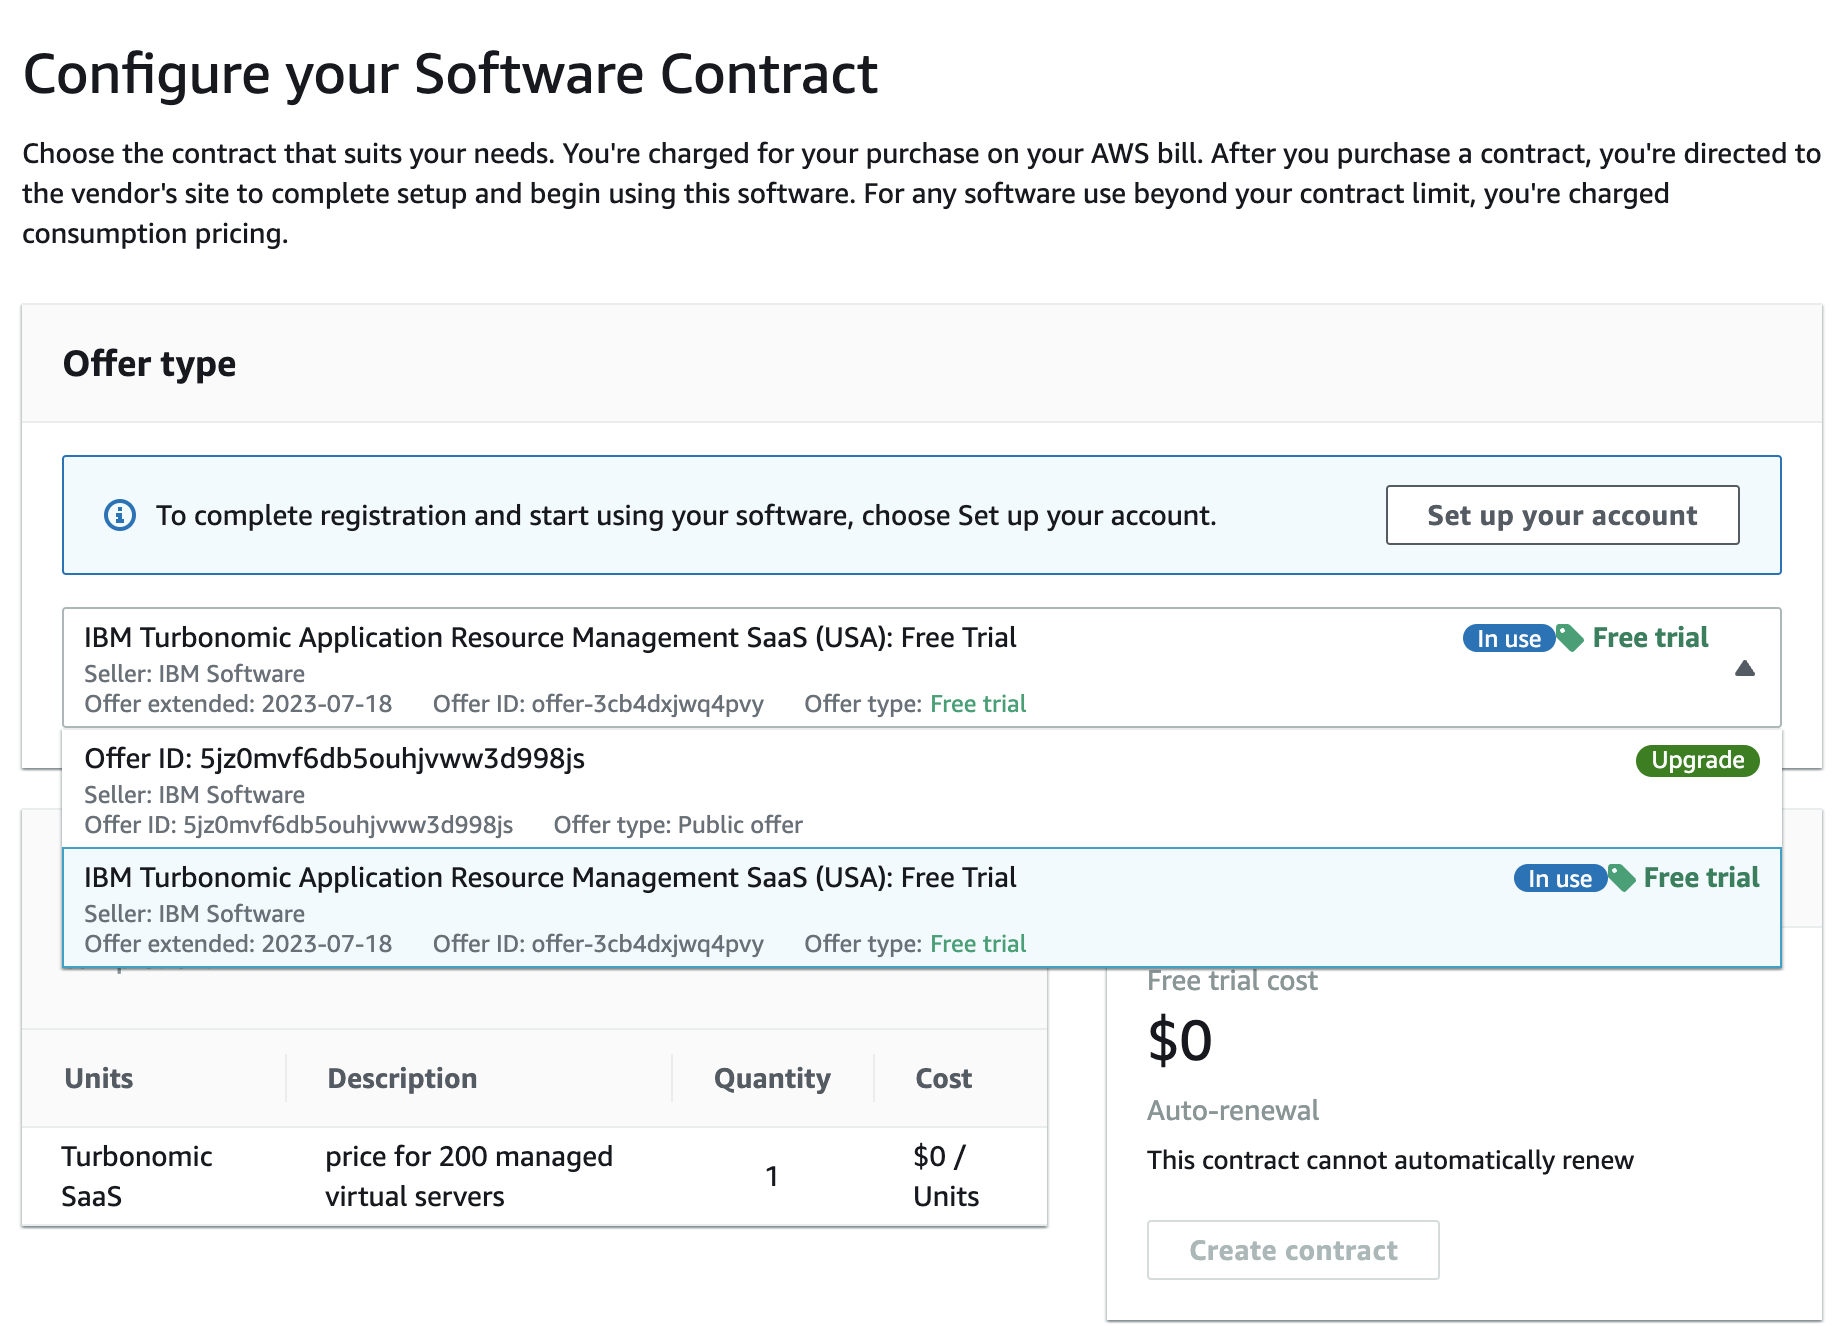 Configure your Software Contract
Choose the contract that suits your needs. You're charged for your purchase on your AWS bill. After you purchase a contract, you're directed to
the vendor's site to complete setup and begin using this software. For any software use beyond your contract limit, you're charged
consumption pricing.
Offer type
To complete registration and start using your software, choose Set up your account.
Set up your account
IBM Turbonomic Application Resource Management SaaS (USA): Free Trial
In use
Free trial
Seller: IBM Software
Offer extended: 2023-07-18 Offer ID: offer-3cb4dxjwq4pvy Offer type: Free trial
Offer ID: 5jz0mvf6db5ouhjvww3d998js
Upgrade
Seller: IBM Software
Offer ID: 5jz0mvf6db5ouhjvww3d998js Offer type: Public offer
IBM Turbonomic Application Resource Management SaaS (USA): Free Trial
In use
Free trial
Seller: IBM Software
Offer extended: 2023-07-18 Offer ID: offer-3cb4dxjwq4pvy Offer type: Free trial
Units Description Quantity Cost
Turbonomic
SaaS
price for 200 managed
virtual servers
1
$0 /
Units
Free trial cost
$0
Auto-renewal
This contract cannot automatically renew
Create contract